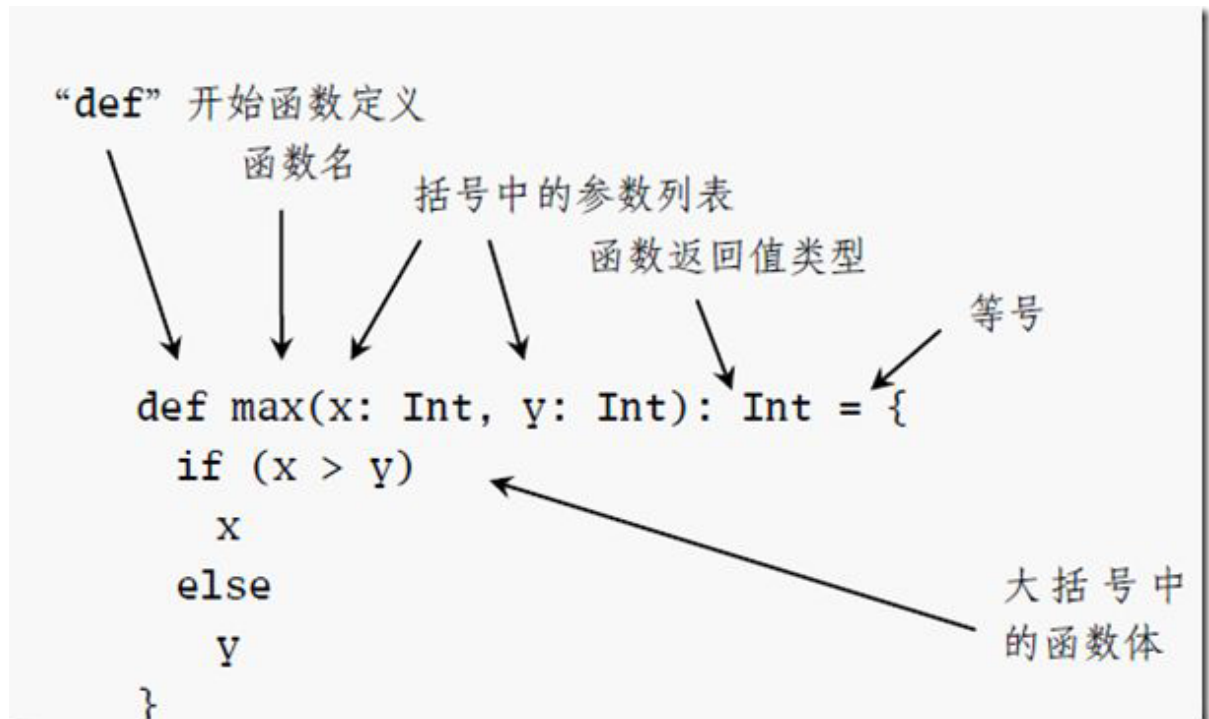 “def”开始函数定义
函数名
括号中的参数列表
函数返回值类型
等号
def max(x: Int, y: Int): Int = {
if (x > y)
x
else
y
}
大括号中
的函数体